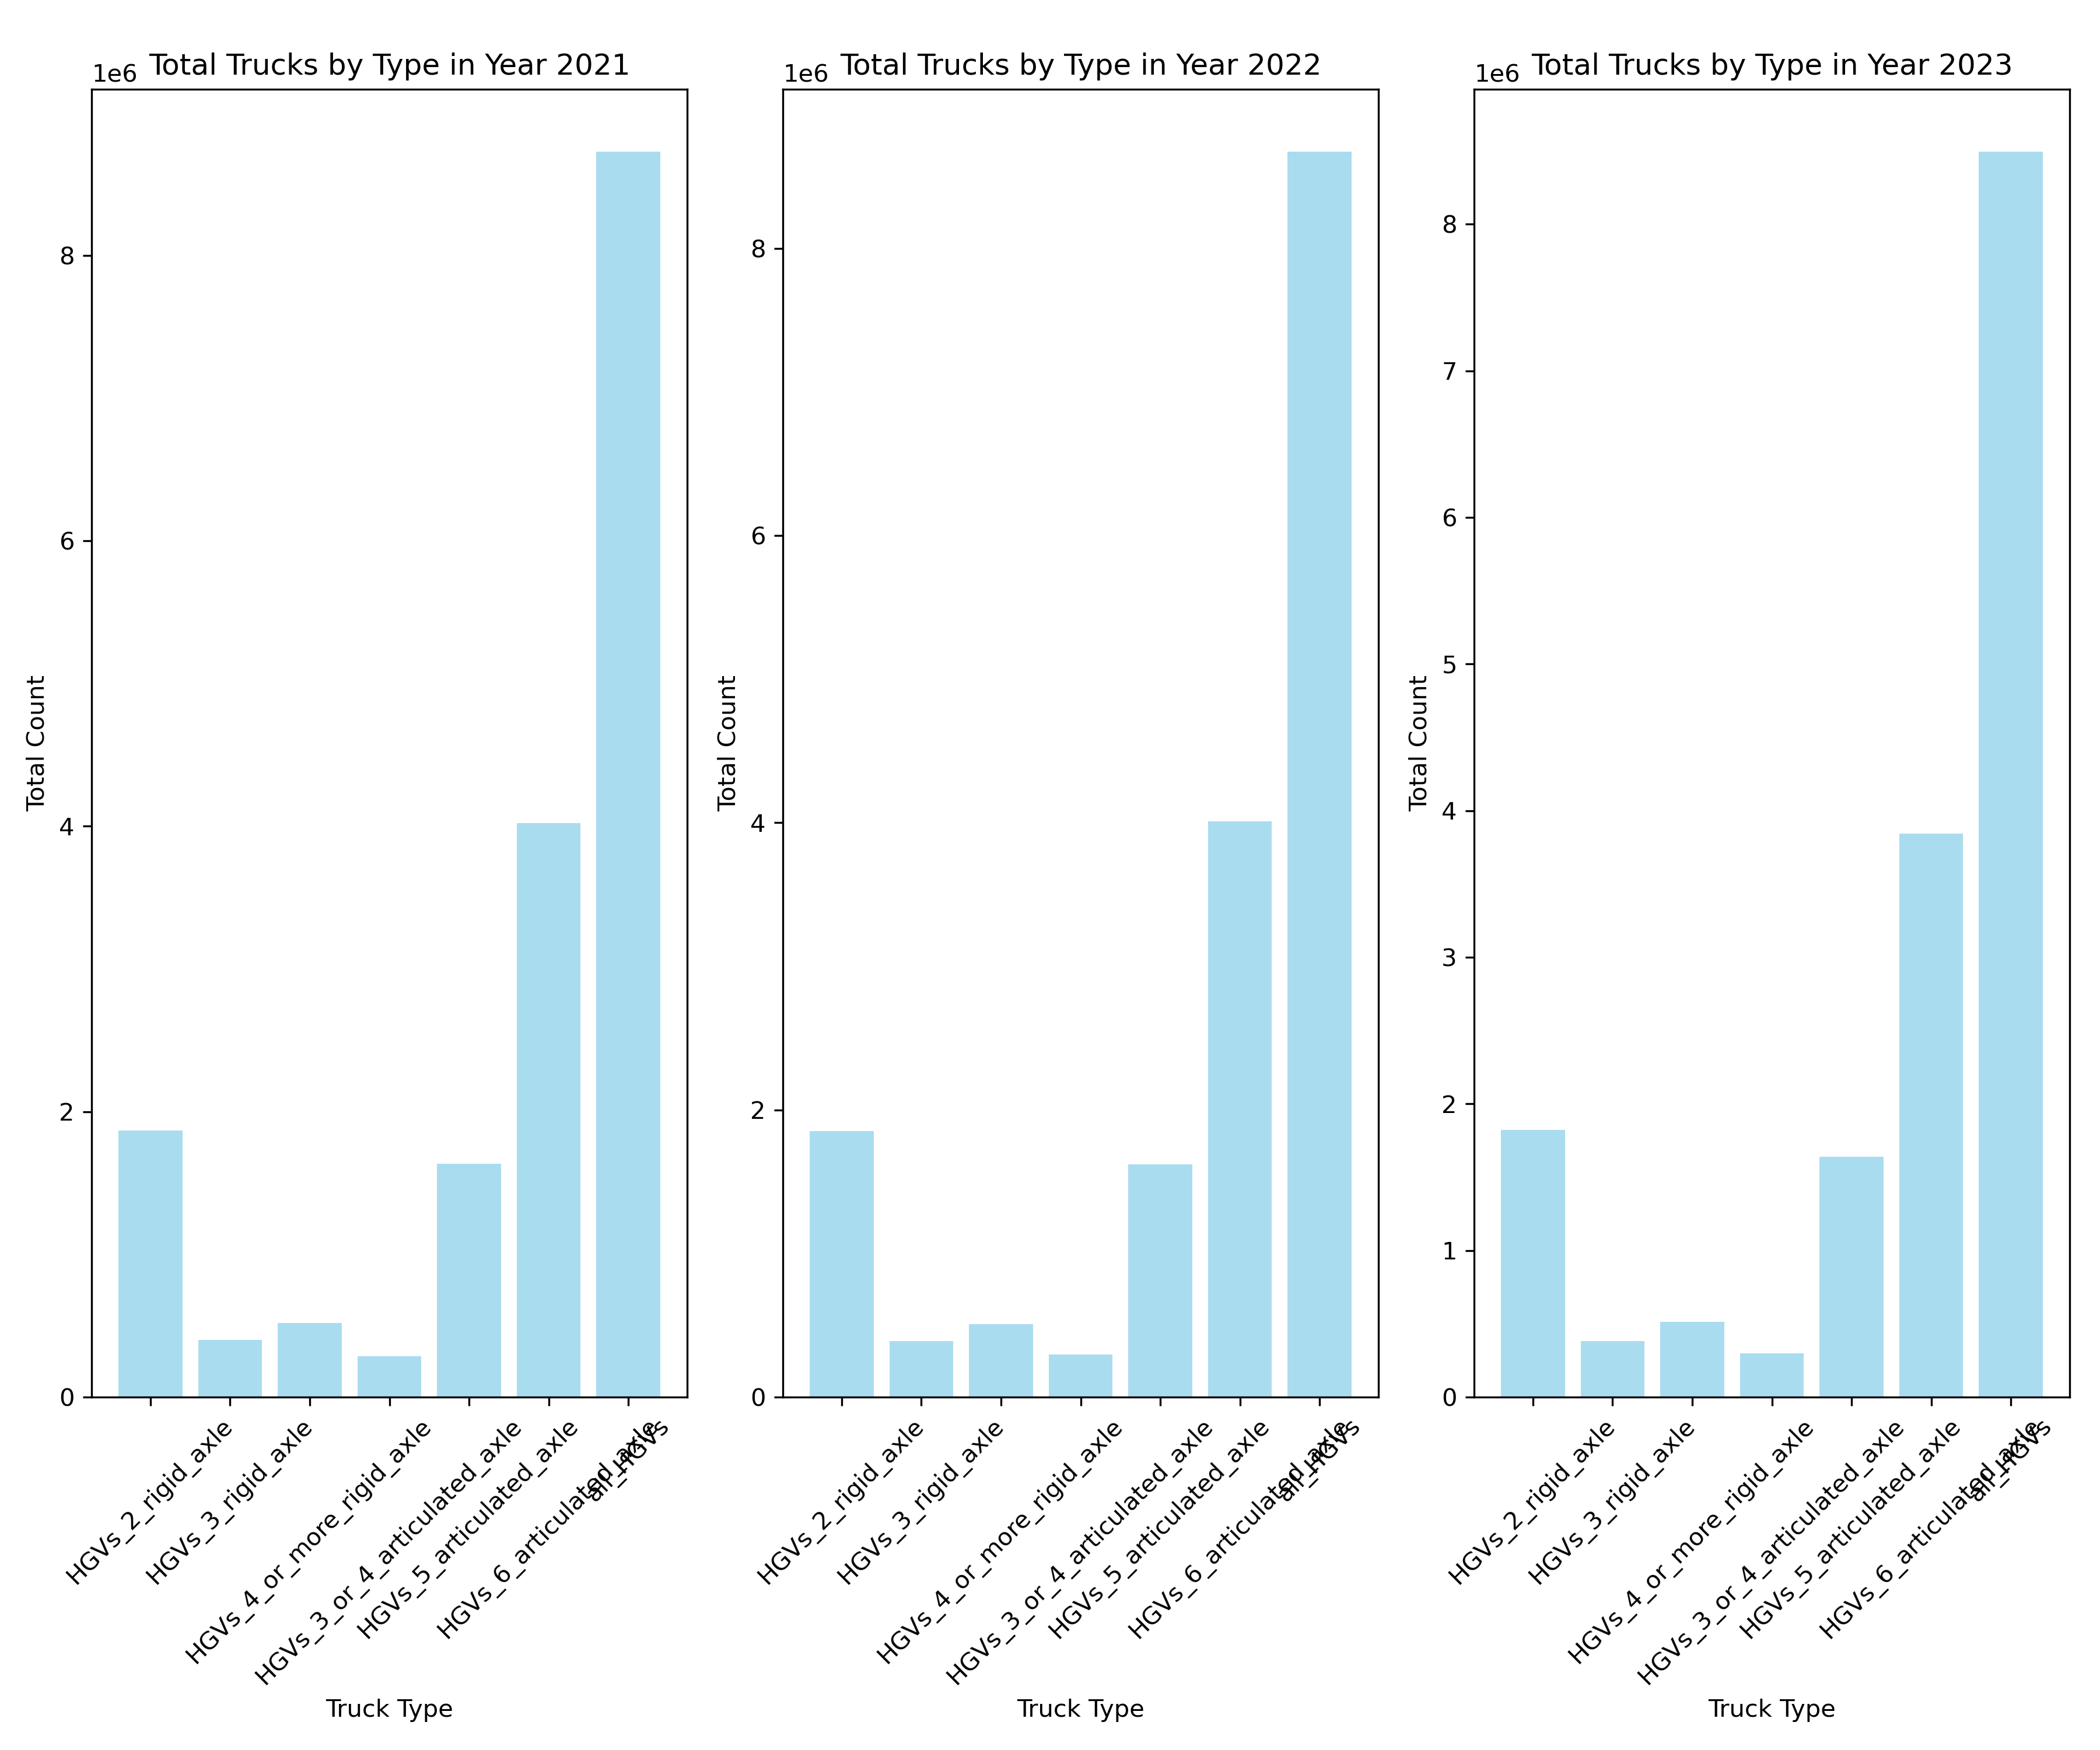 Total Trucks by Type in Year 2021
1e6
8
6
4
2
0
Total Count
HGVs_2_rigid_axle
HGVs_3_rigid_axle
HGVs_4_or_more_rigid_axle
HGVs_3_or_4_articulated_axle
HGVs_5_articulated_axle
HGVs_6_articulated_axle
all_HGVs
Truck Type
Total Trucks by Type in Year 2022
1e6
8
6
4
2
0
Total Count
HGVs_2_rigid_axle
HGVs_3_rigid_axle
HGVs_4_or_more_rigid_axle
HGVs_3_or_4_articulated_axle
HGVs_5_articulated_axle
HGVs_6_articulated_axle
all_HGVs
Truck Type
Total Trucks by Type in Year 2023
1e6
8
7
6
5
4
3
2
1
0
Total Count
HGVs_2_rigid_axle
HGVs_3_rigid_axle
HGVs_4_or_more_rigid_axle
HGVs_3_or_4_articulated_axle
HGVs_5_articulated_axle
HGVs_6_articulated_axle
all_HGVs
Truck Type